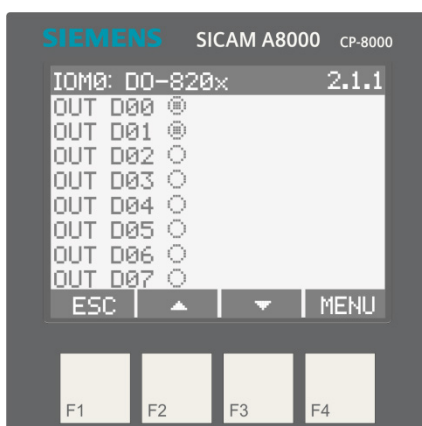 SIEMENS SICAM A8000 CP-8000
IOM0: DO-820x 2.1.1
OUT D00
OUT D01
OUT D02
OUT D03
OUT D04
OUT D05
OUT D06
OUT D07
ESC MENU
F1 F2 F3 F4